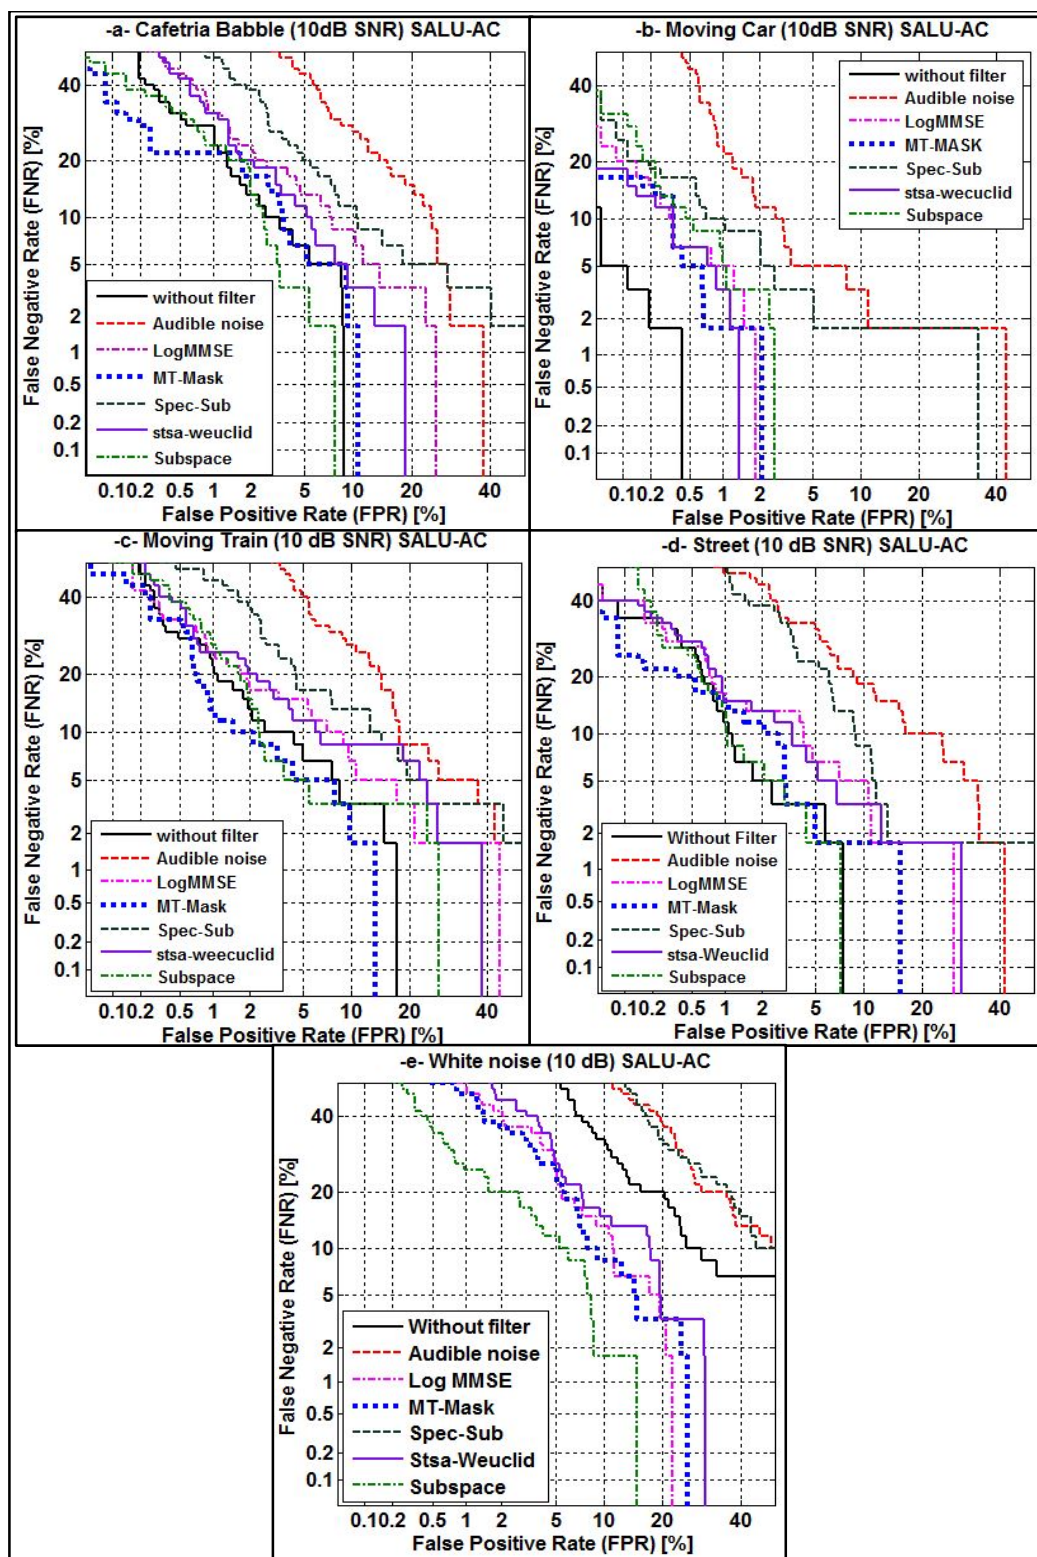 -a- Cafetria Babble (10dB SNR) SALU-AC
False Negative Rate (FNR) [%]
40
20
10
5
2
1
0.5
0.2
0.1
without filter
Audible noise
LogMMSE
MT-Mask
Spec-Sub
stsa-weuclid
Subspace
0.1 0.2 0.5 1 2 5 10 20 40
False Positive Rate (FPR) [%]
-b- Moving Car (10dB SNR) SALU-AC
False Negative Rate (FNR) [%]
40
20
10
5
2
1
0.5
0.2
0.1
without filter
Audible noise
LogMMSE
MT-MASK
Spec-Sub
stsa-wecuclid
Subspace
0.1 0.2 0.5 1 2 5 10 20 40
False Positive Rate (FPR) [%]
-c- Moving Train (10 dB SNR) SALU-AC
False Negative Rate (FNR) [%]
40
20
10
5
2
1
0.5
0.2
0.1
without filter
Audible noise
LogMMSE
MT-Mask
Spec-Sub
stsa-weecuclid
Subspace
0.1 0.2 0.5 1 2 5 10 20 40
False Positive Rate (FPR) [%]
-d- Street (10 dB SNR) SALU-AC
False Negative Rate (FNR) [%]
40
20
10
5
2
1
0.5
0.2
0.1
Without Filter
Audible noise
LogMMSE
MT-Mask
Spec-Sub
stsa-Weuclid
Subspace
0.1 0.2 0.5 1 2 5 10 20 40
False Positive Rate (FPR) [%]
-e- White noise (10 dB) SALU-AC
False Negative Rate (FNR) [%]
40
20
10
5
2
1
0.5
0.2
0.1
Without filter
Audible noise
Log MMSE
MT-Mask
Spec-Sub
Stsa-Weuclid
Subspace
0.1 0.2 0.5 1 2 5 10 20 40
False Positive Rate (FPR) [%]